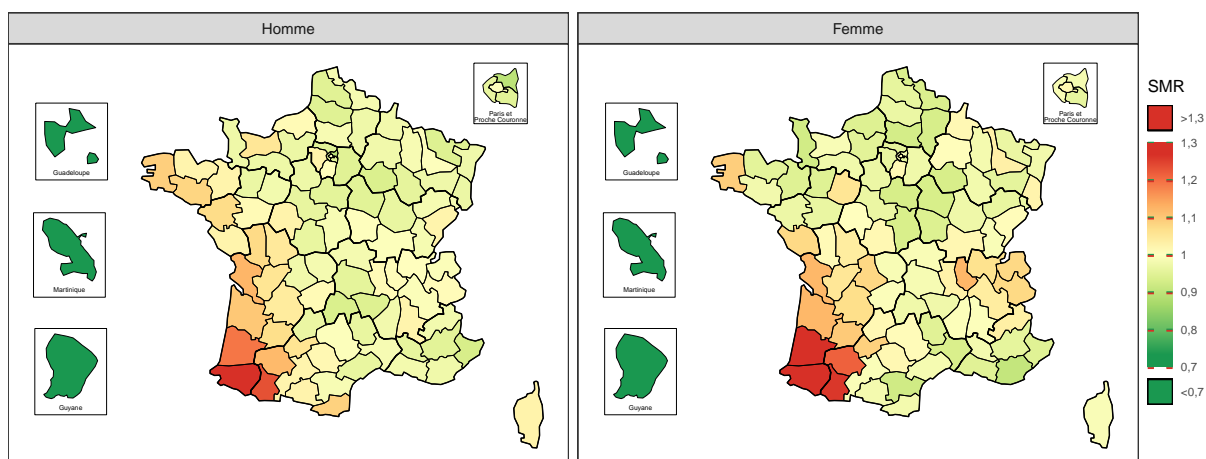 Homme
Femme
Paris et
Proche Couronne
Guadeloupe
Martinique
Guyane
Paris et
Proche Couronne
Guadeloupe
Martinique
Guyane
SMR
>1,3
1,3
1,2
1,1
1
0,9
0,8
0,7
<0,7